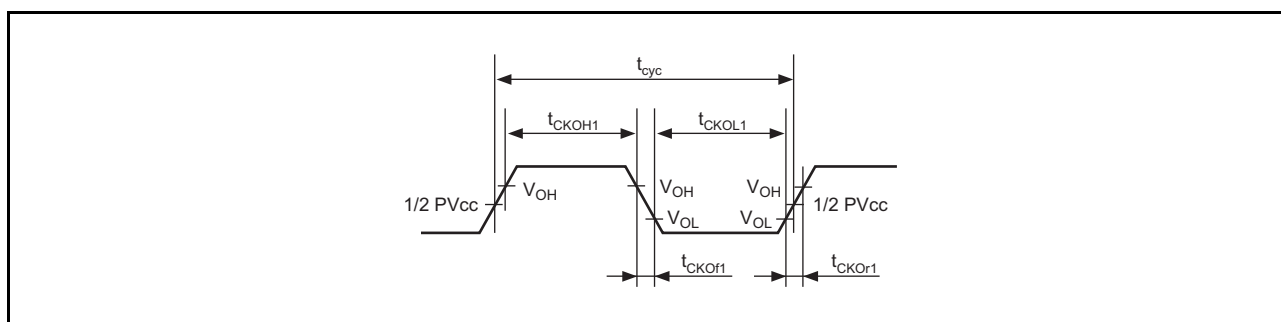 tcyc
tCKOH1 tCKOL1
VOH VOH VOH
1/2 PVcc 1/2 PVcc
VOL VOL
tCKOf1 tCKOr1